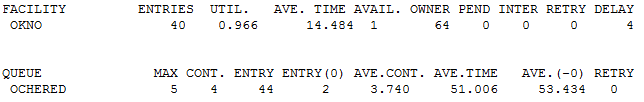 FACILITY ENTRIES UTIL. AVE. TIME AVAIL. OWNER PEND INTER RETRY DELAY
OKNO 40 0.966 14.484 1 64 0 0 0 4
QUEUE MAX CONT. ENTRY ENTRY(0) AVE.CONT. AVE.TIME AVE.(-0) RETRY
OCHERED 5 4 44 2 3.740 51.006 53.434 0